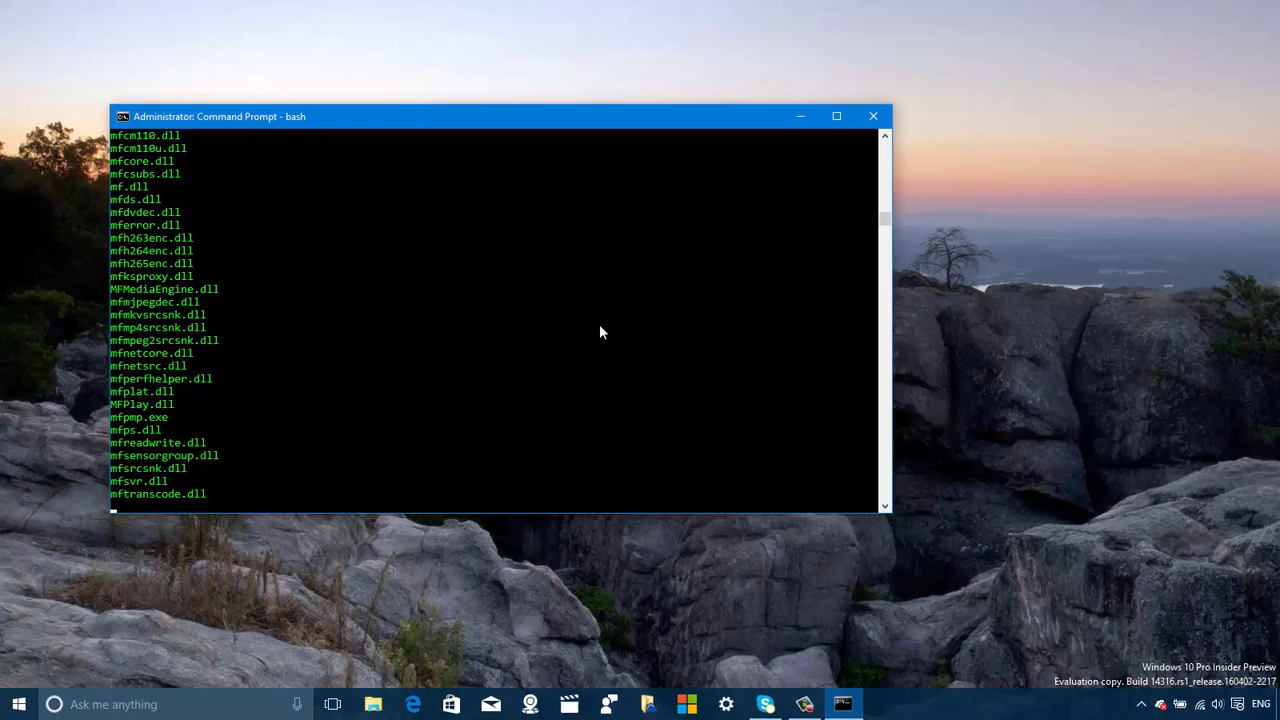 Administrator: Command Prompt - bash
mfcm110.dll
mfcm110u.dll
mfcore.dll
mfcsubs.dll
mf.dll
mfds.dll
mfdvdec.dll
mferror.dll
mfh263enc.dll
mfh264enc.dll
mfh265enc.dll
mfksproxy.dll
MFMediaEngine.dll
mfmjpegdec.dll
mfmkvsrcsnk.dll
mfmp4srcsnk.dll
mfmpeg2srcsnk.dll
mfnetcore.dll
mfnetsrc.dll
mfperfhelper.dll
mfplat.dll
MFPlay.dll
mfpmp.exe
mfps.dll
mfreadwrite.dll
mfsensorgroup.dll
mfsrcsnk.dll
mfsvr.dll
mftranscode.dll
Windows 10 Pro Insider Preview
Evaluation copy. Build 14316.rs1_release.160402-2217
Ask me anything
ENG